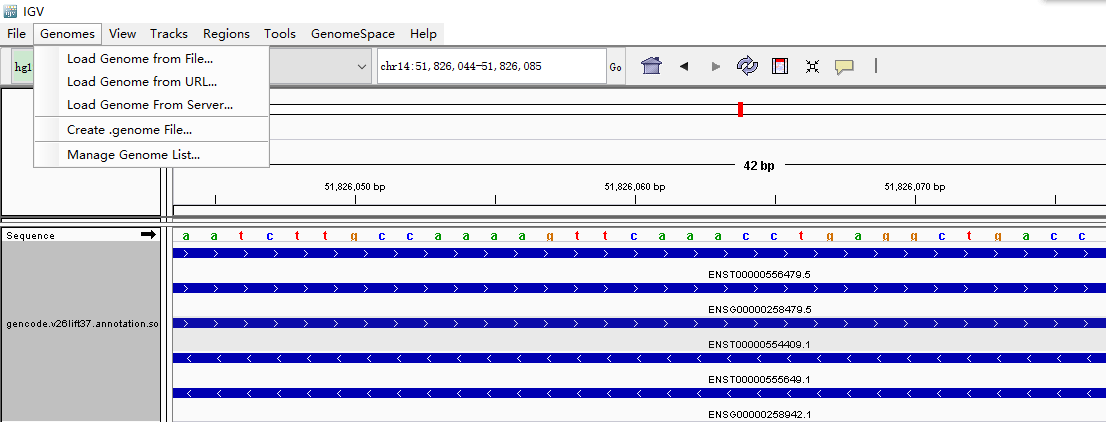 IGV
File Genomes View Tracks Regions Tools GenomeSpace Help
hg1 chr14:51,826,044-51,826,085 Go
Load Genome from File...
Load Genome from URL...
Load Genome From Server...
Create .genome File...
Manage Genome List...
42 bp
51,826,050 bp 51,826,060 bp 51,826,070 bp
Sequence a a t c t t g c c a a a a g t t c a a a c c t g a g g c t g a c c
ENST00000556479.5
ENSG00000258479.5
gencode.v26lift37.annotation.so
ENST00000554409.1
ENST00000555649.1
ENSG00000258942.1